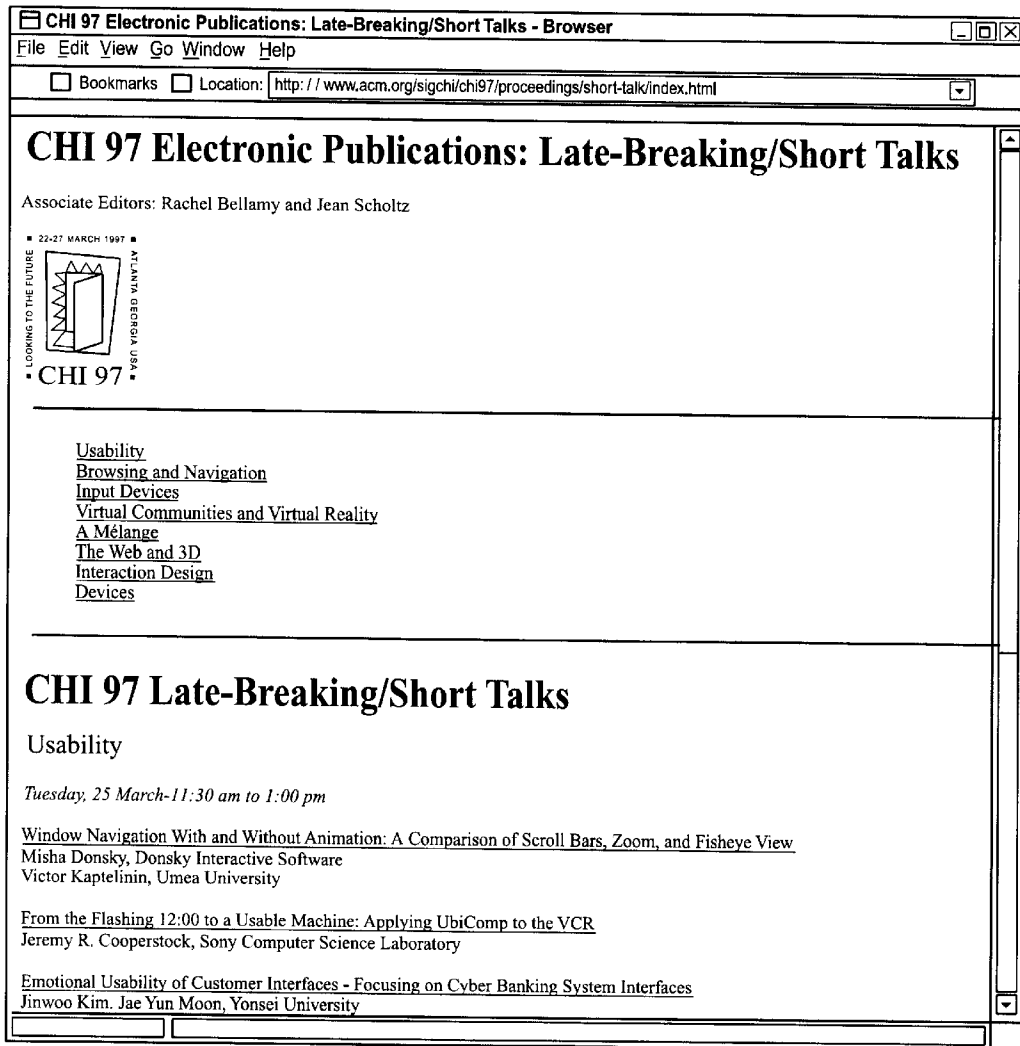 CHI 97 Electronic Publications: Late-Breaking/Short Talks - Browser
File Edit View Go Window Help
Bookmarks Location: http: / / www.acm.org/sigchi/chi97/proceedings/short-talk/index.html
CHI 97 Electronic Publications: Late-Breaking/Short Talks
Associate Editors: Rachel Bellamy and Jean Scholtz
22-27 MARCH 1997
LOOKING TO THE FUTURE
ATLANTA GEORGIA USA
CHI 97
Usability
Browsing and Navigation
Input Devices
Virtual Communities and Virtual Reality
A Mélange
The Web and 3D
Interaction Design
Devices
CHI 97 Late-Breaking/Short Talks
Usability
Tuesday, 25 March-11:30 am to 1:00 pm
Window Navigation With and Without Animation: A Comparison of Scroll Bars, Zoom, and Fisheye View
Misha Donsky, Donsky Interactive Software
Victor Kaptelinin, Umea University
From the Flashing 12:00 to a Usable Machine: Applying UbiComp to the VCR
Jeremy R. Cooperstock, Sony Computer Science Laboratory
Emotional Usability of Customer Interfaces - Focusing on Cyber Banking System Interfaces
Jinwoo Kim. Jae Yun Moon, Yonsei University